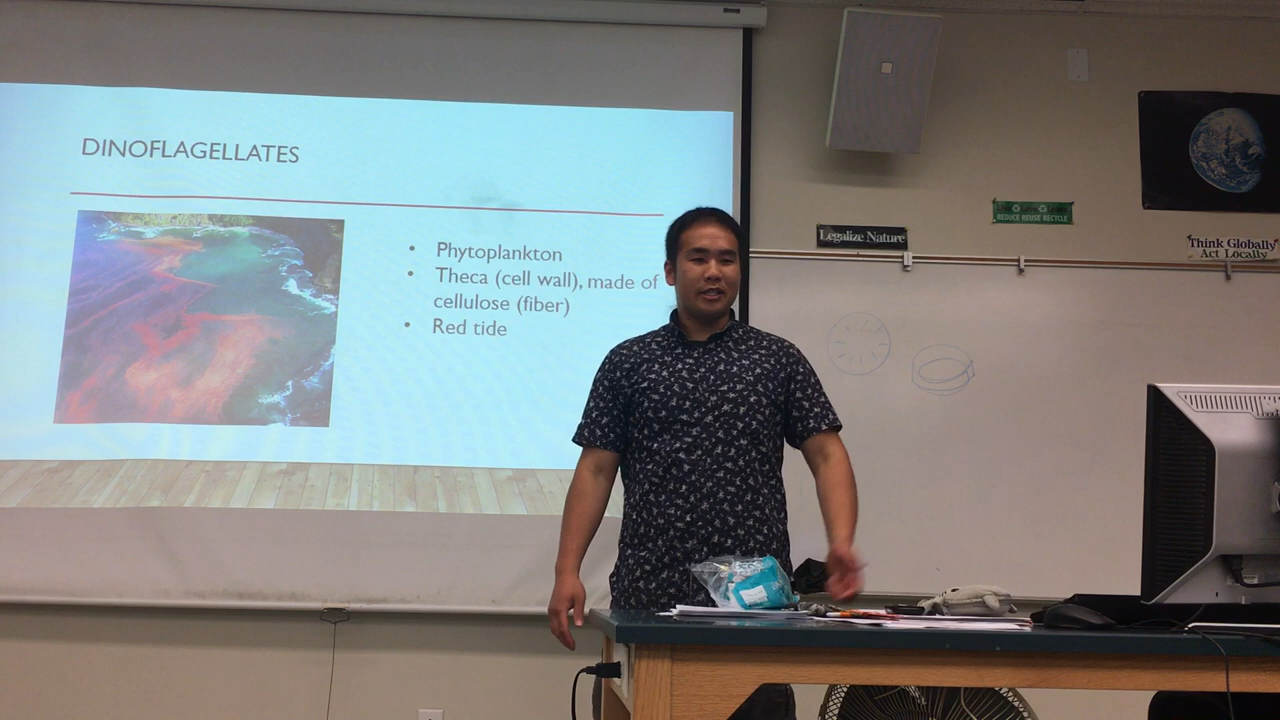 DINOFLAGELLATES
• Phytoplankton
• Theca (cell wall), made of
cellulose (fiber)
• Red tide
Legalize Nature
REDUCE REUSE RECYCLE
Think Globally
Act Locally